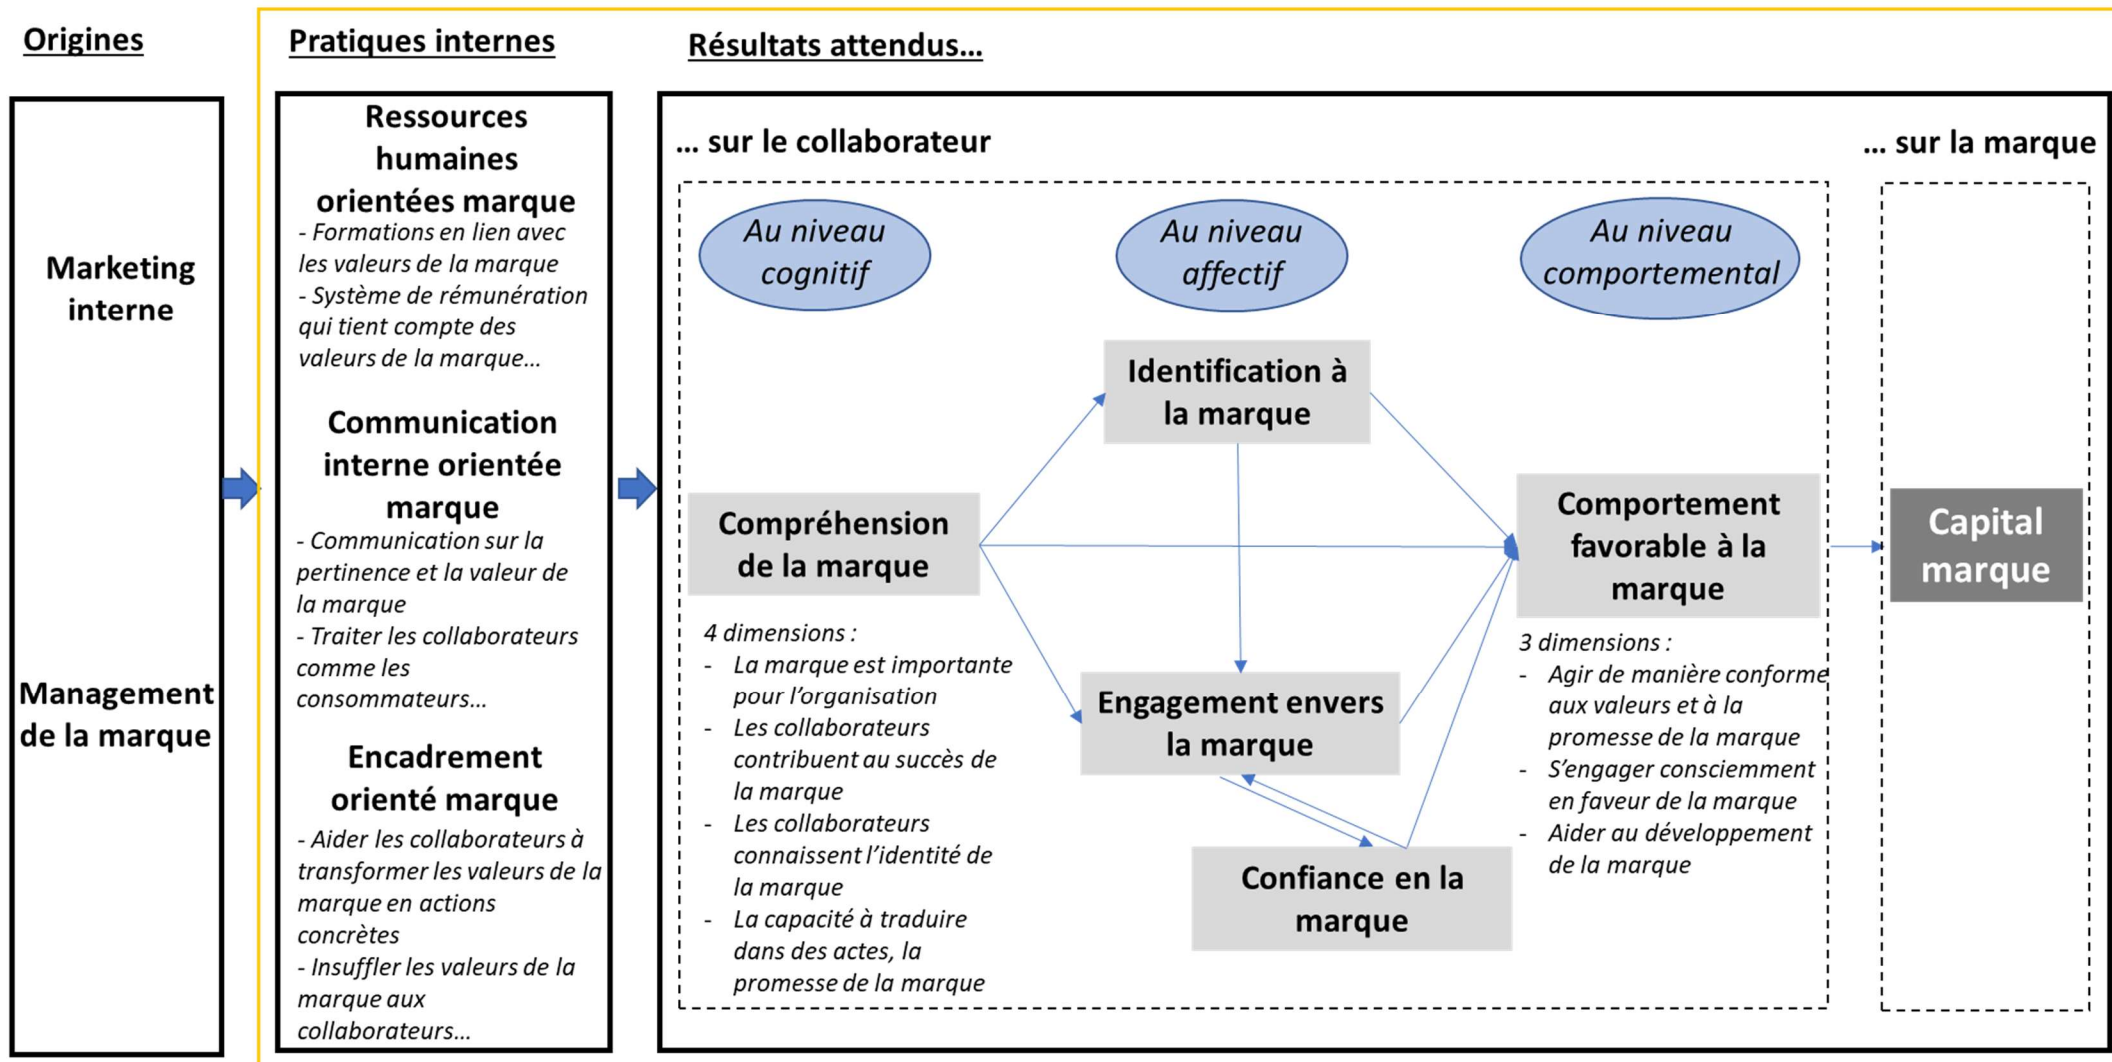 Origines
Pratiques internes
Résultats attendus…
Marketing
interne
Management
de la marque
Ressources
humaines
orientées marque
- Formations en lien avec
les valeurs de la marque
- Système de rémunération
qui tient compte des
valeurs de la marque…
Communication
interne orientée
marque
- Communication sur la
pertinence et la valeur de
la marque
- Traiter les collaborateurs
comme les
consommateurs…
Encadrement
orienté marque
- Aider les collaborateurs à
transformer les valeurs de la
marque en actions
concrètes
- Insuffler les valeurs de la
marque aux
collaborateurs…
… sur le collaborateur
… sur la marque
Au niveau
cognitif
Au niveau
affectif
Au niveau
comportemental
Identification à
la marque
Compréhension
de la marque
4 dimensions :
- La marque est importante
pour l’organisation
- Les collaborateurs
contribuent au succès de
la marque
- Les collaborateurs
connaissent l’identité de
la marque
- La capacité à traduire
dans des actes, la
promesse de la marque
Engagement envers
la marque
Confiance en la
marque
Comportement
favorable à la
marque
3 dimensions :
- Agir de manière conforme
aux valeurs et à la
promesse de la marque
- S’engager consciemment
en faveur de la marque
- Aider au développement
de la marque
Capital
marque